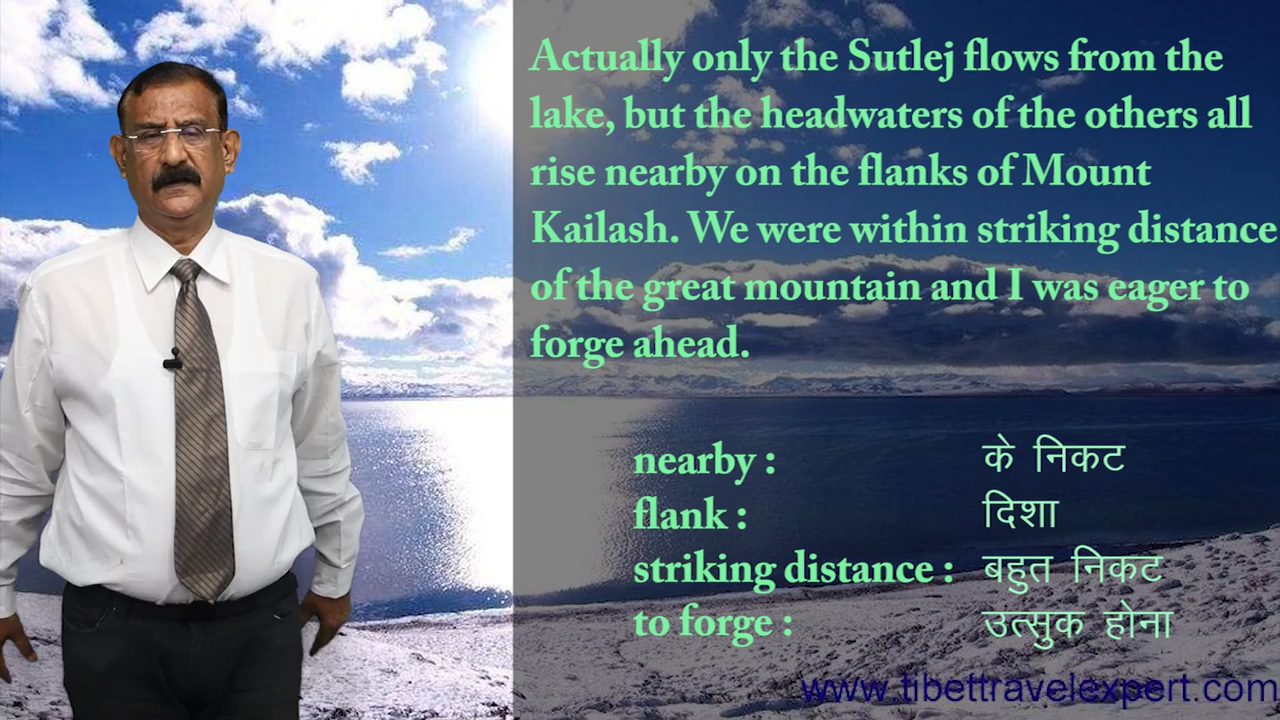 Actually only the Sutlej flows from the
lake, but the headwaters of the others all
rise nearby on the flanks of Mount
Kailash. We were within striking distance
of the great mountain and I was eager to
forge ahead.
nearby : के निकट
flank : दिशा
striking distance : बहुत निकट
to forge : उत्सुक होना
www.tibettravelexpert.com